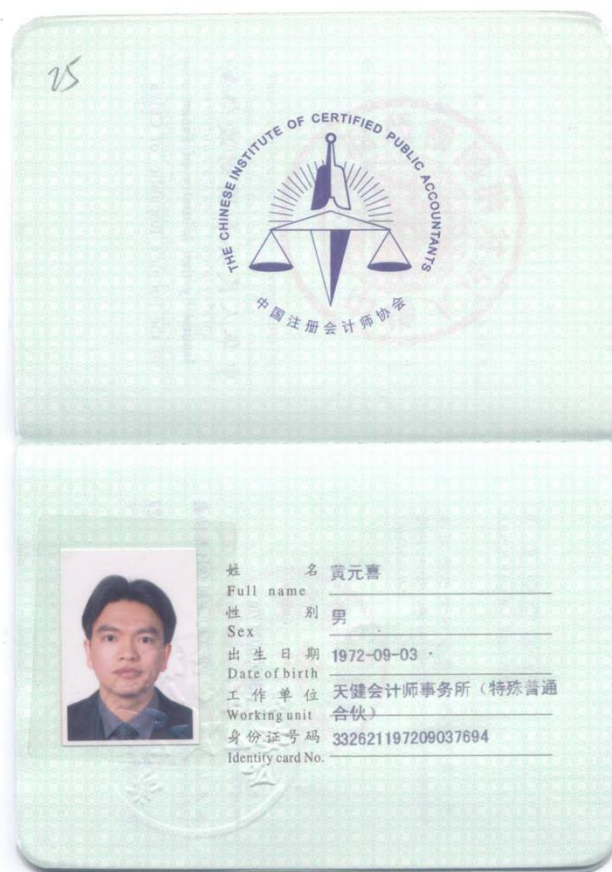 25
THE CHINESE INSTITUTE OF CERTIFIED PUBLIC ACCOUNTANTS
中国注册会计师协会
姓 名 黄元喜
Full name
性 别 男
Sex
出生日期 1972-09-03
Date of birth
工作单位 天健会计师事务所（特殊普通
Working unit 合伙）
身份证号码 332621197209037694
Identity card No.